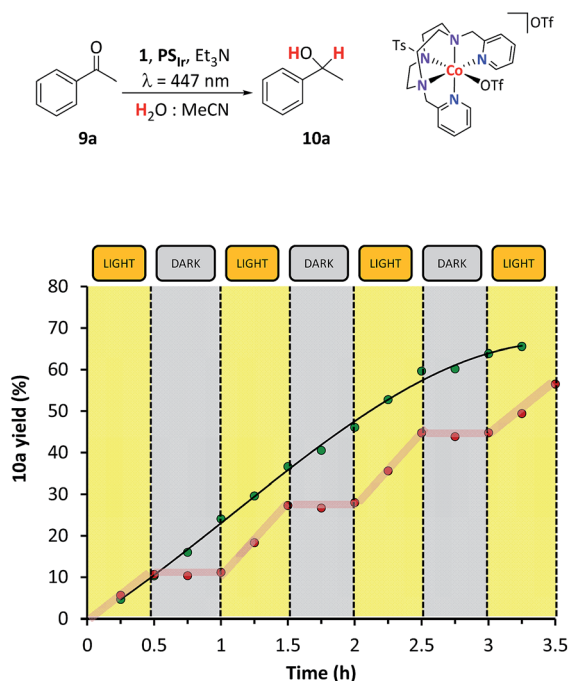 O
1, PS_Ir, Et₃N
λ = 447 nm
H₂O : MeCN
9a
HO H
10a
Ts
N
N
N
N
N
Co
OTf
OTf
LIGHT DARK LIGHT DARK LIGHT DARK LIGHT
10a yield (%)
80
70
60
50
40
30
20
10
0
0 0.5 1 1.5 2 2.5 3 3.5
Time (h)